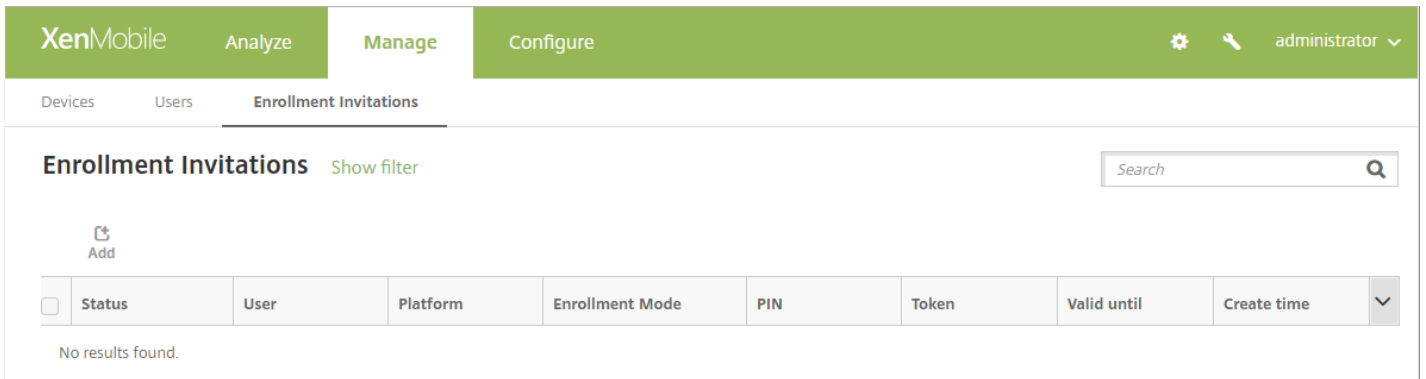 XenMobile Analyze Manage Configure administrator
Devices Users Enrollment Invitations
Enrollment Invitations Show filter Search
Add
Status User Platform Enrollment Mode PIN Token Valid until Create time
No results found.